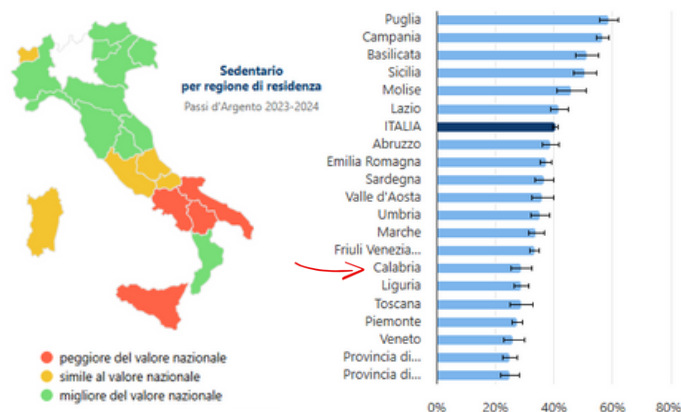 Sedentario
per regione di residenza
Passi d'Argento 2023-2024
peggiore del valore nazionale
simile al valore nazionale
migliore del valore nazionale
Puglia
Campania
Basilicata
Sicilia
Molise
Lazio
ITALIA
Abruzzo
Emilia Romagna
Sardegna
Valle d'Aosta
Umbria
Marche
Friuli Venezia...
Calabria
Liguria
Toscana
Piemonte
Veneto
Provincia di...
Provincia di...
0% 20% 40% 60% 80%